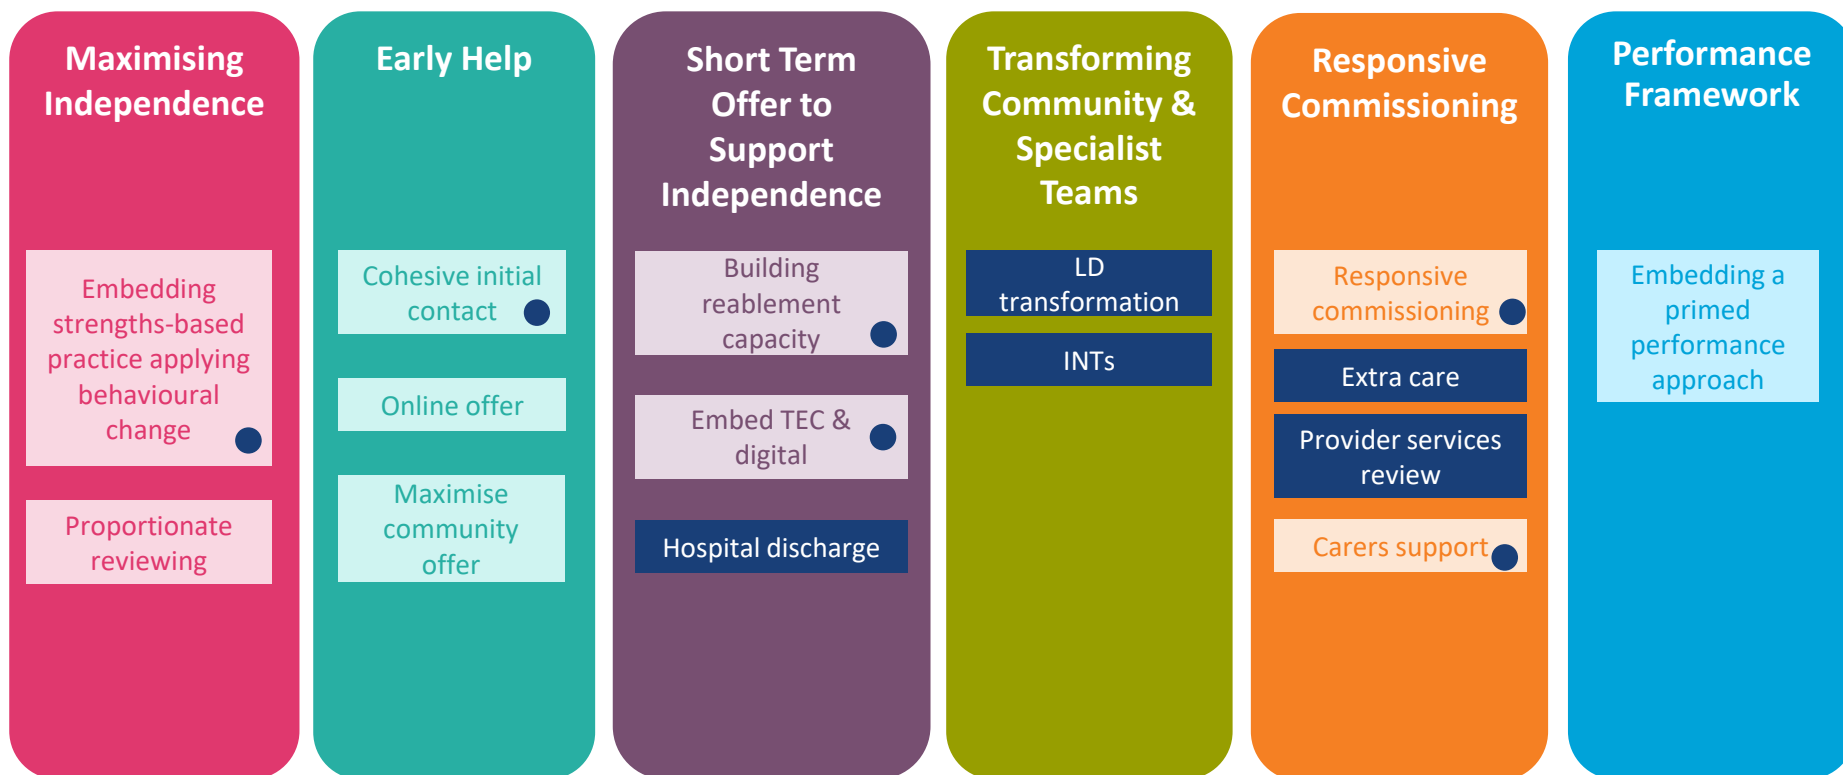 Maximising
Independence
Embedding
strengths-based
practice applying
behavioural
change
Proportionate
reviewing
Early Help
Cohesive initial
contact
Online offer
Maximise
community
offer
Short Term
Offer to
Support
Independence
Building
reablement
capacity
Embed TEC &
digital
Hospital discharge
Transforming
Community &
Specialist
Teams
LD
transformation
INTs
Responsive
Commissioning
Responsive
commissioning
Extra care
Provider services
review
Carers support
Performance
Framework
Embedding a
primed
performance
approach